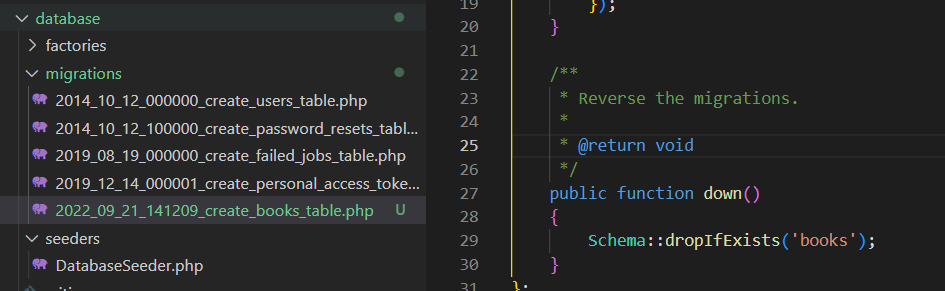 database
factories
migrations
2014_10_12_000000_create_users_table.php
2014_10_12_100000_create_password_resets_tabl...
2019_08_19_000000_create_failed_jobs_table.php
2019_12_14_000001_create_personal_access_toke...
2022_09_21_141209_create_books_table.php U
seeders
DatabaseSeeder.php
19 });
20 }
21
22 /**
23 * Reverse the migrations.
24 *
25 * @return void
26 */
27 public function down()
28 {
29 Schema::dropIfExists('books');
30 }
31 };